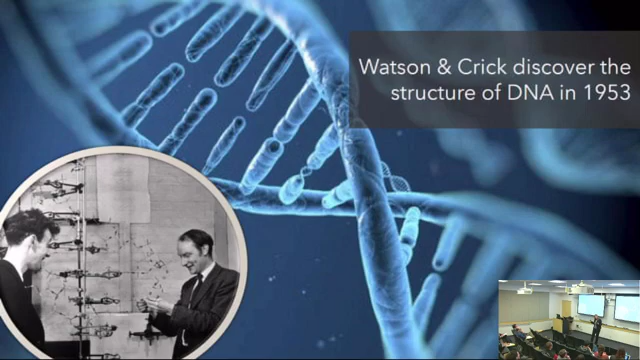 Watson & Crick discover the
structure of DNA in 1953